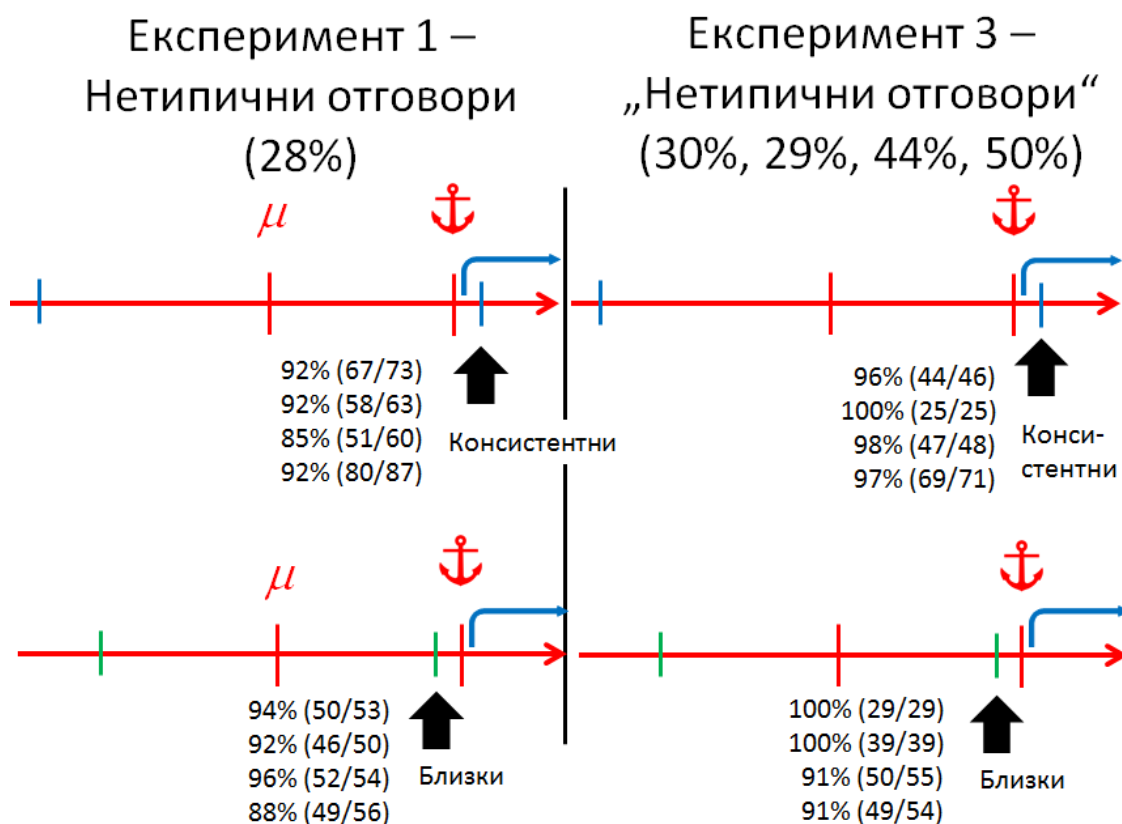 Експеримент 1 –
Нетипични отговори
(28%)
μ
92% (67/73)
92% (58/63)
85% (51/60)
92% (80/87)
Консистентни
μ
94% (50/53)
92% (46/50)
96% (52/54)
88% (49/56)
Близки
Експеримент 3 –
„Нетипични отговори“
(30%, 29%, 44%, 50%)
96% (44/46)
100% (25/25)
98% (47/48)
97% (69/71)
Конси-
стентни
100% (29/29)
100% (39/39)
91% (50/55)
91% (49/54)
Близки